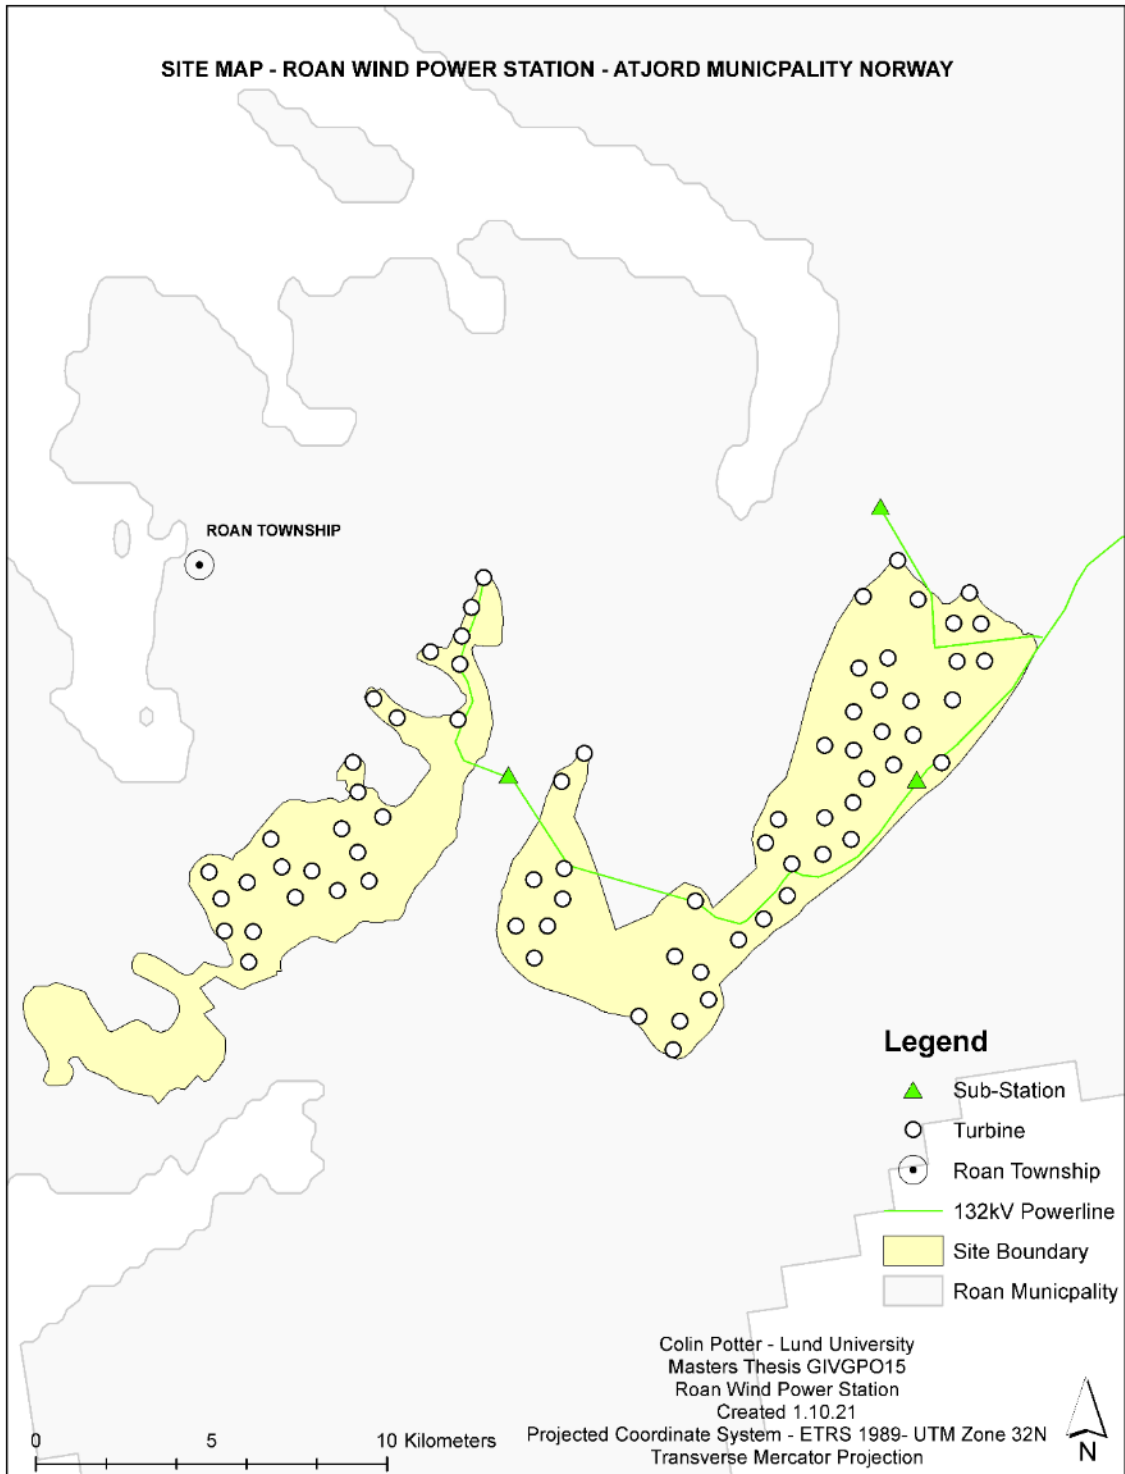 SITE MAP - ROAN WIND POWER STATION - ATJORD MUNICPALITY NORWAY
ROAN TOWNSHIP
Legend
Sub-Station
Turbine
Roan Township
132kV Powerline
Site Boundary
Roan Municpality
Colin Potter - Lund University
Masters Thesis GIVGPO15
Roan Wind Power Station
Created 1.10.21
Projected Coordinate System - ETRS 1989- UTM Zone 32N
Transverse Mercator Projection
0 5 10 Kilometers
N